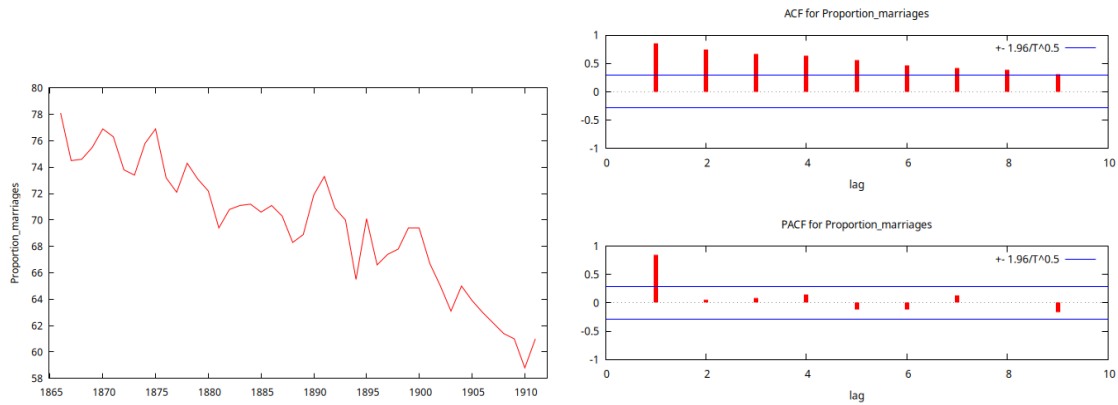 Proportion_marriages
80
78
76
74
72
70
68
66
64
62
60
58
1865 1870 1875 1880 1885 1890 1895 1900 1905 1910
ACF for Proportion_marriages
+- 1.96/T^0.5
1
0.5
0
-0.5
-1
0 2 4 6 8 10
lag
PACF for Proportion_marriages
+- 1.96/T^0.5
1
0.5
0
-0.5
-1
0 2 4 6 8 10
lag